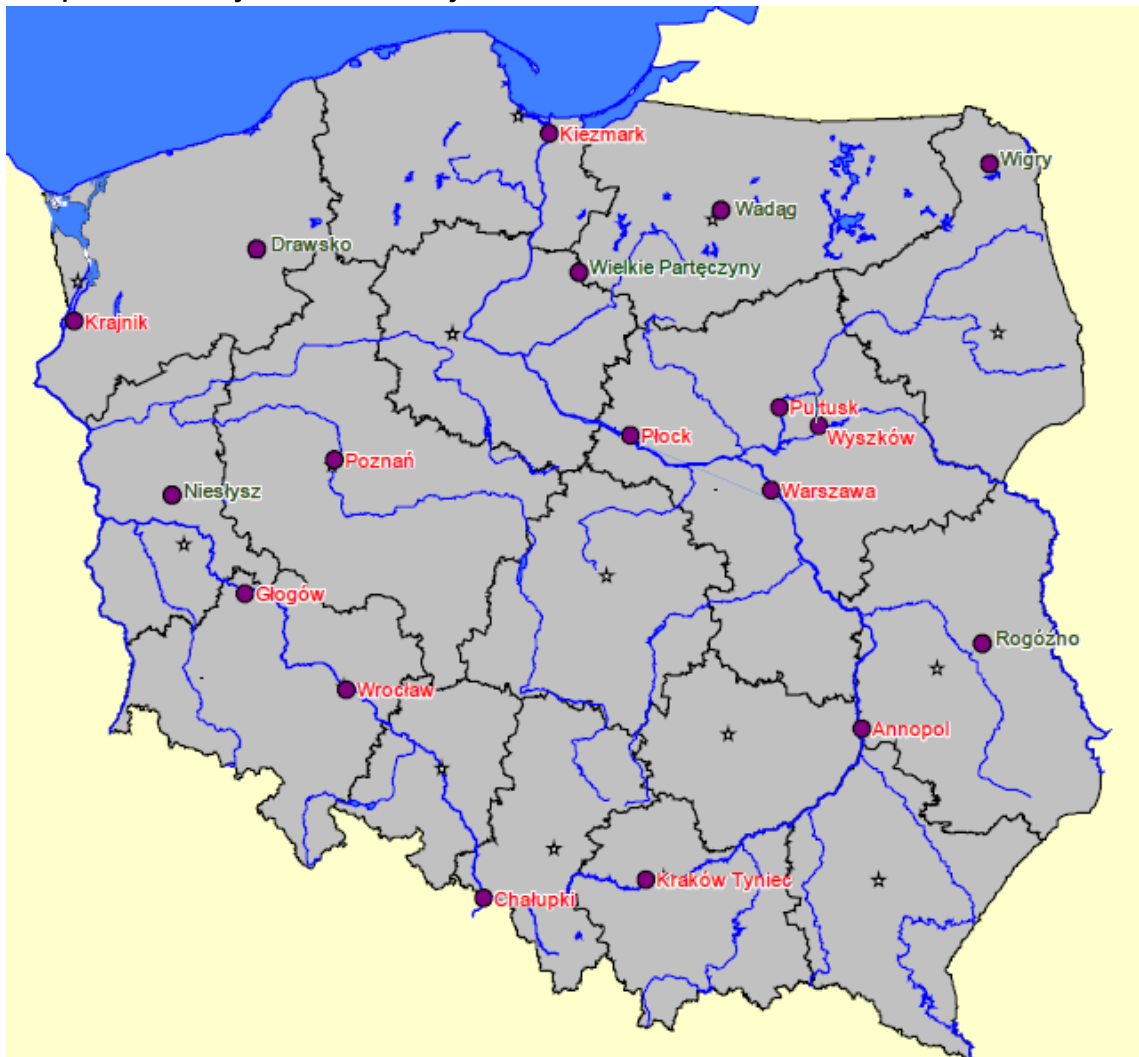 Kiezmark
Wigry
Wadąg
Drawsko
Wielkie Partęczyny
Krajnik
Pułtusk
Wyszków
Płock
Poznań
Niesłysz
Warszawa
Głogów
Rogóźno
Wrocław
Annopol
Kraków Tyniec
Chałupki